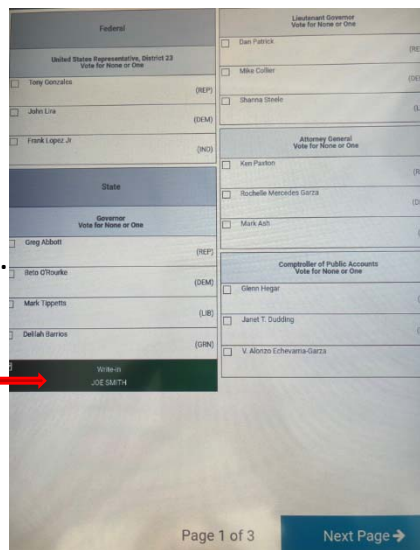 Federal
United States Representative, District 23
Vote for None or One
Tony Gonzales
(REP)
John Lira
(DEM)
Frank Lopez Jr
(IND)
State
Governor
Vote for None or One
Greg Abbott
(REP)
Beto O'Rourke
(DEM)
Mark Tippetts
(LIB)
Delilah Barrios
(GRN)
Write-in
JOE SMITH
Lieutenant Governor
Vote for None or One
Dan Patrick
Mike Collier
Shanna Steele
Attorney General
Vote for None or One
Ken Paxton
Rochelle Mercedes Garza
Mark Ash
Comptroller of Public Accounts
Vote for None or One
Glenn Hegar
Janet T. Dudding
V. Alonzo Echevarria-Garza
Page 1 of 3
Next Page